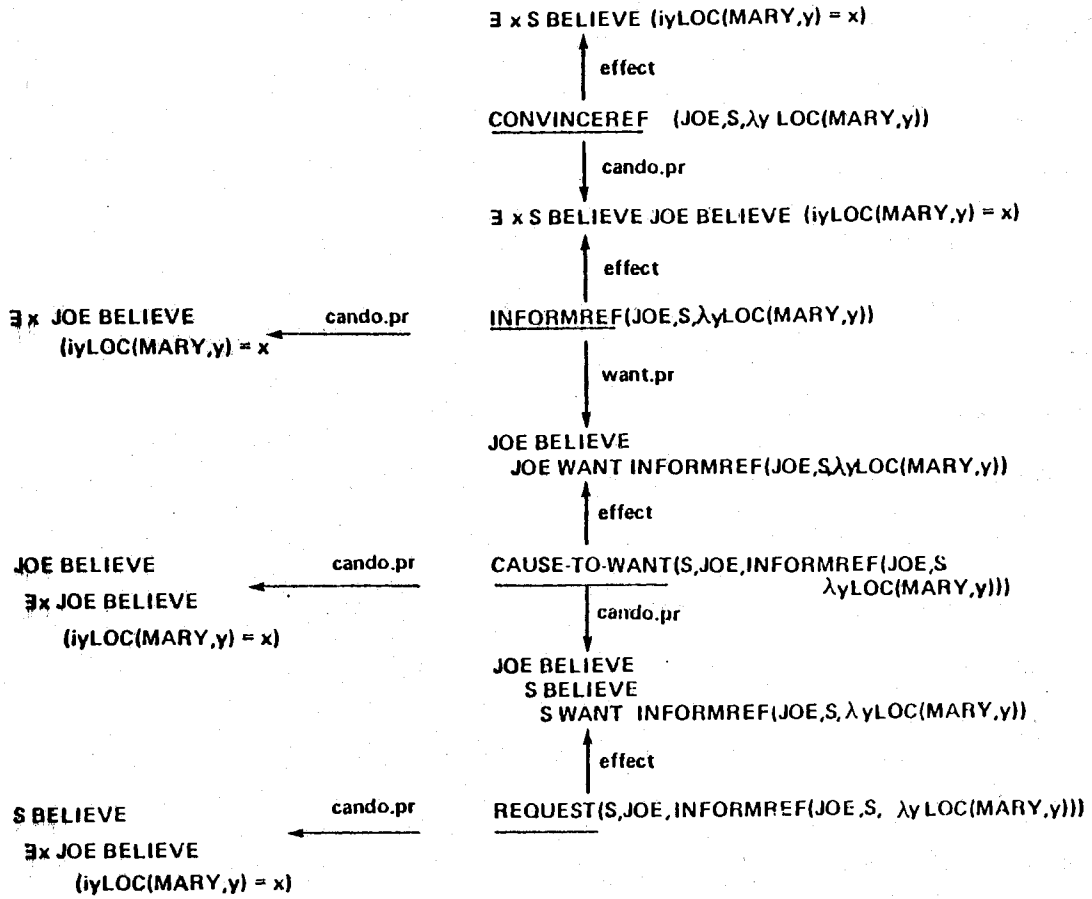 ∃ x S BELIEVE (iyLOC(MARY,y) = x)
effect
CONVINCEREF (JOE,S,λy LOC(MARY,y))
cando.pr
∃ x S BELIEVE JOE BELIEVE (iyLOC(MARY,y) = x)
effect
∃ x JOE BELIEVE
(iyLOC(MARY,y) = x
cando.pr
INFORMREF(JOE,S,λyLOC(MARY,y))
want.pr
JOE BELIEVE
JOE WANT INFORMREF(JOE,S,λyLOC(MARY,y))
effect
JOE BELIEVE
∃x JOE BELIEVE
(iyLOC(MARY,y) = x)
cando.pr
CAUSE-TO-WANT(S,JOE,INFORMREF(JOE,S
λyLOC(MARY,y)))
cando.pr
JOE BELIEVE
S BELIEVE
S WANT INFORMREF(JOE,S,λyLOC(MARY,y))
effect
S BELIEVE
∃x JOE BELIEVE
(iyLOC(MARY,y) = x)
cando.pr
REQUEST(S,JOE,INFORMREF(JOE,S, λy LOC(MARY,y)))